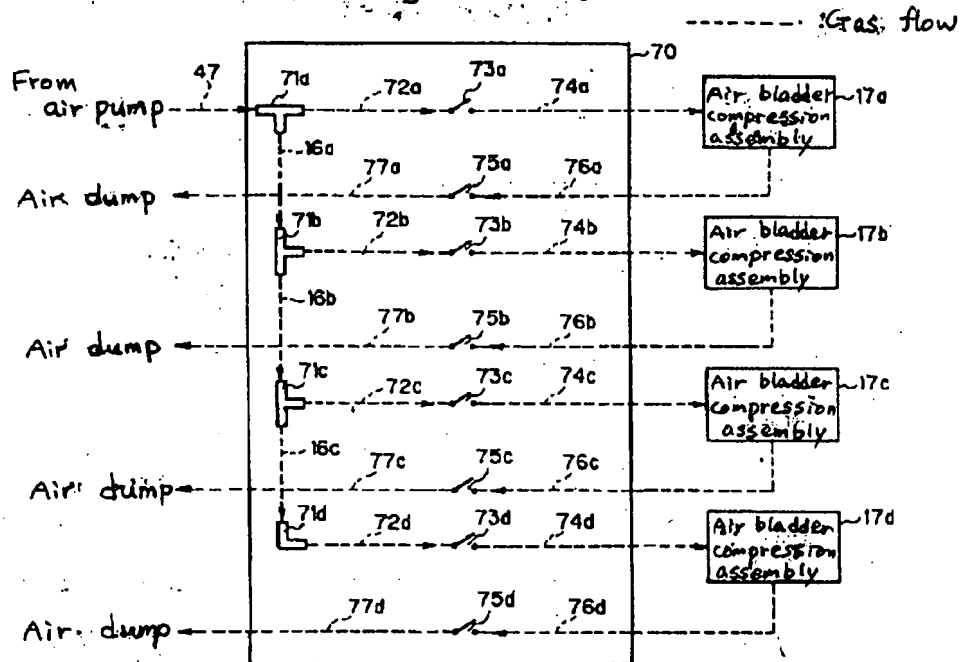 : Gas flow
70
From
air pump
47
71a
72a
73a
74a
Air bladder
compression
assembly
17a
16a
77a
75a
76a
Air dump
71b
72b
73b
74b
Air bladder
compression
assembly
17b
16b
77b
75b
76b
Air dump
71c
72c
73c
74c
Air bladder
compression
assembly
17c
16c
77c
75c
76c
Air dump
71d
72d
73d
74d
Air bladder
compression
assembly
17d
77d
75d
76d
Air dump